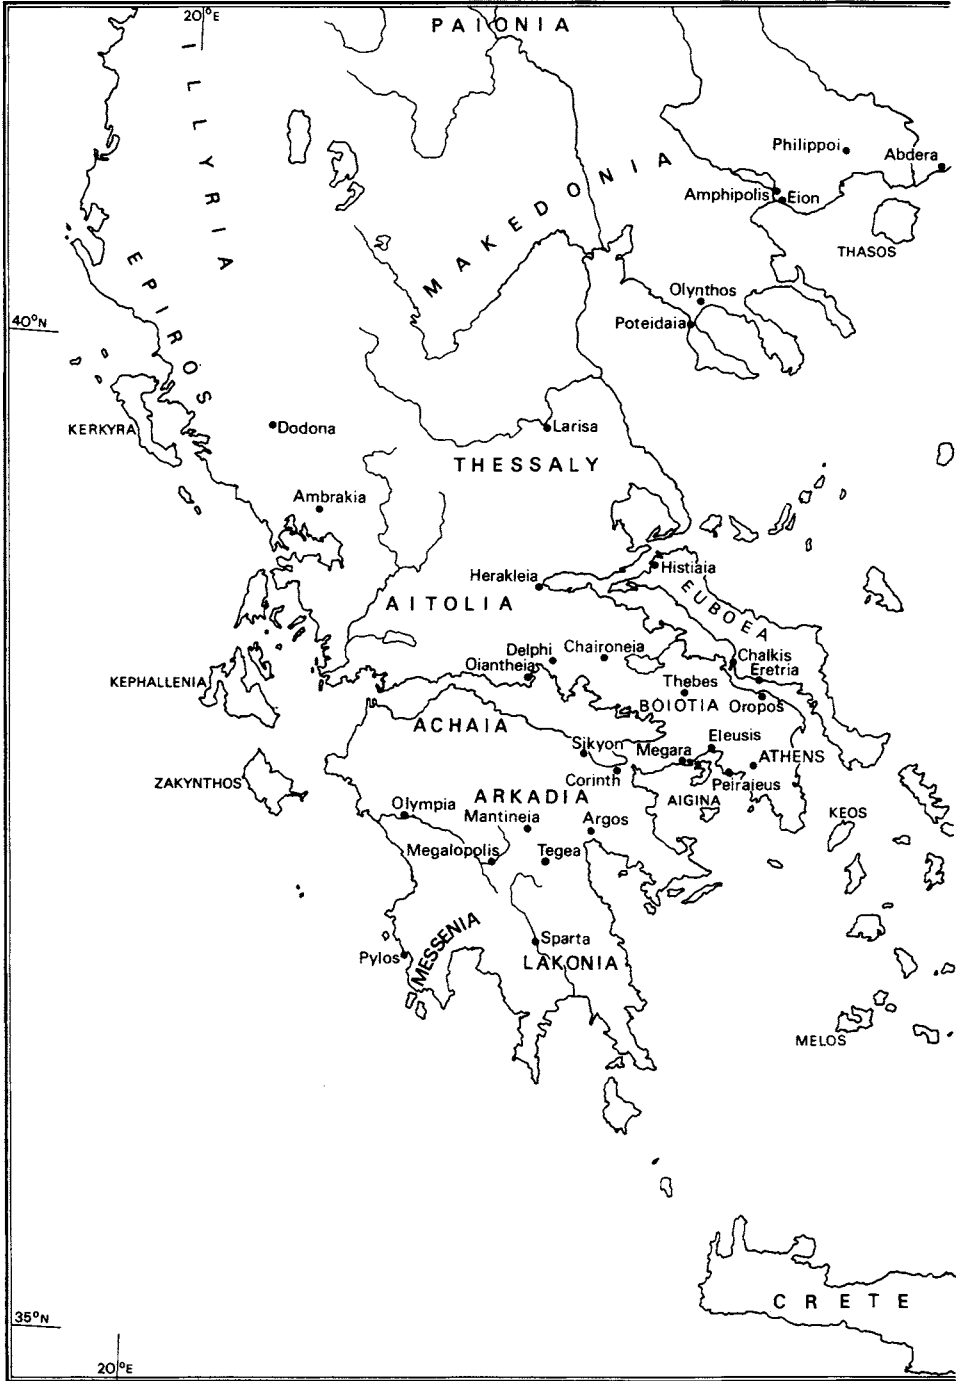 20°E
PAIONIA
ILLYRIA
Philippoi
Abdera
MAKEDONIA
Amphipolis
Eion
THASOS
EPIROS
Olynthos
40°N
Poteidaia
KERKYRA
Dodona
Larisa
THESSALY
Ambrakia
Histiaia
Herakleia
EUBOEA
AITOLIA
Delphi
Chaironeia
Chalkis
Oiantheia
Eretria
KEPHALLENIA
Thebes
BOIOTIA
Oropos
ACHAIA
Eleusis
Sikyon
Megara
ATHENS
Corinth
Peiraieus
ZAKYNTHOS
ARKADIA
AIGINA
Olympia
Mantineia
Argos
KEOS
Megalopolis
Tegea
MESSENIA
Sparta
Pylos
LAKONIA
MELOS
CRETE
35°N
20°E